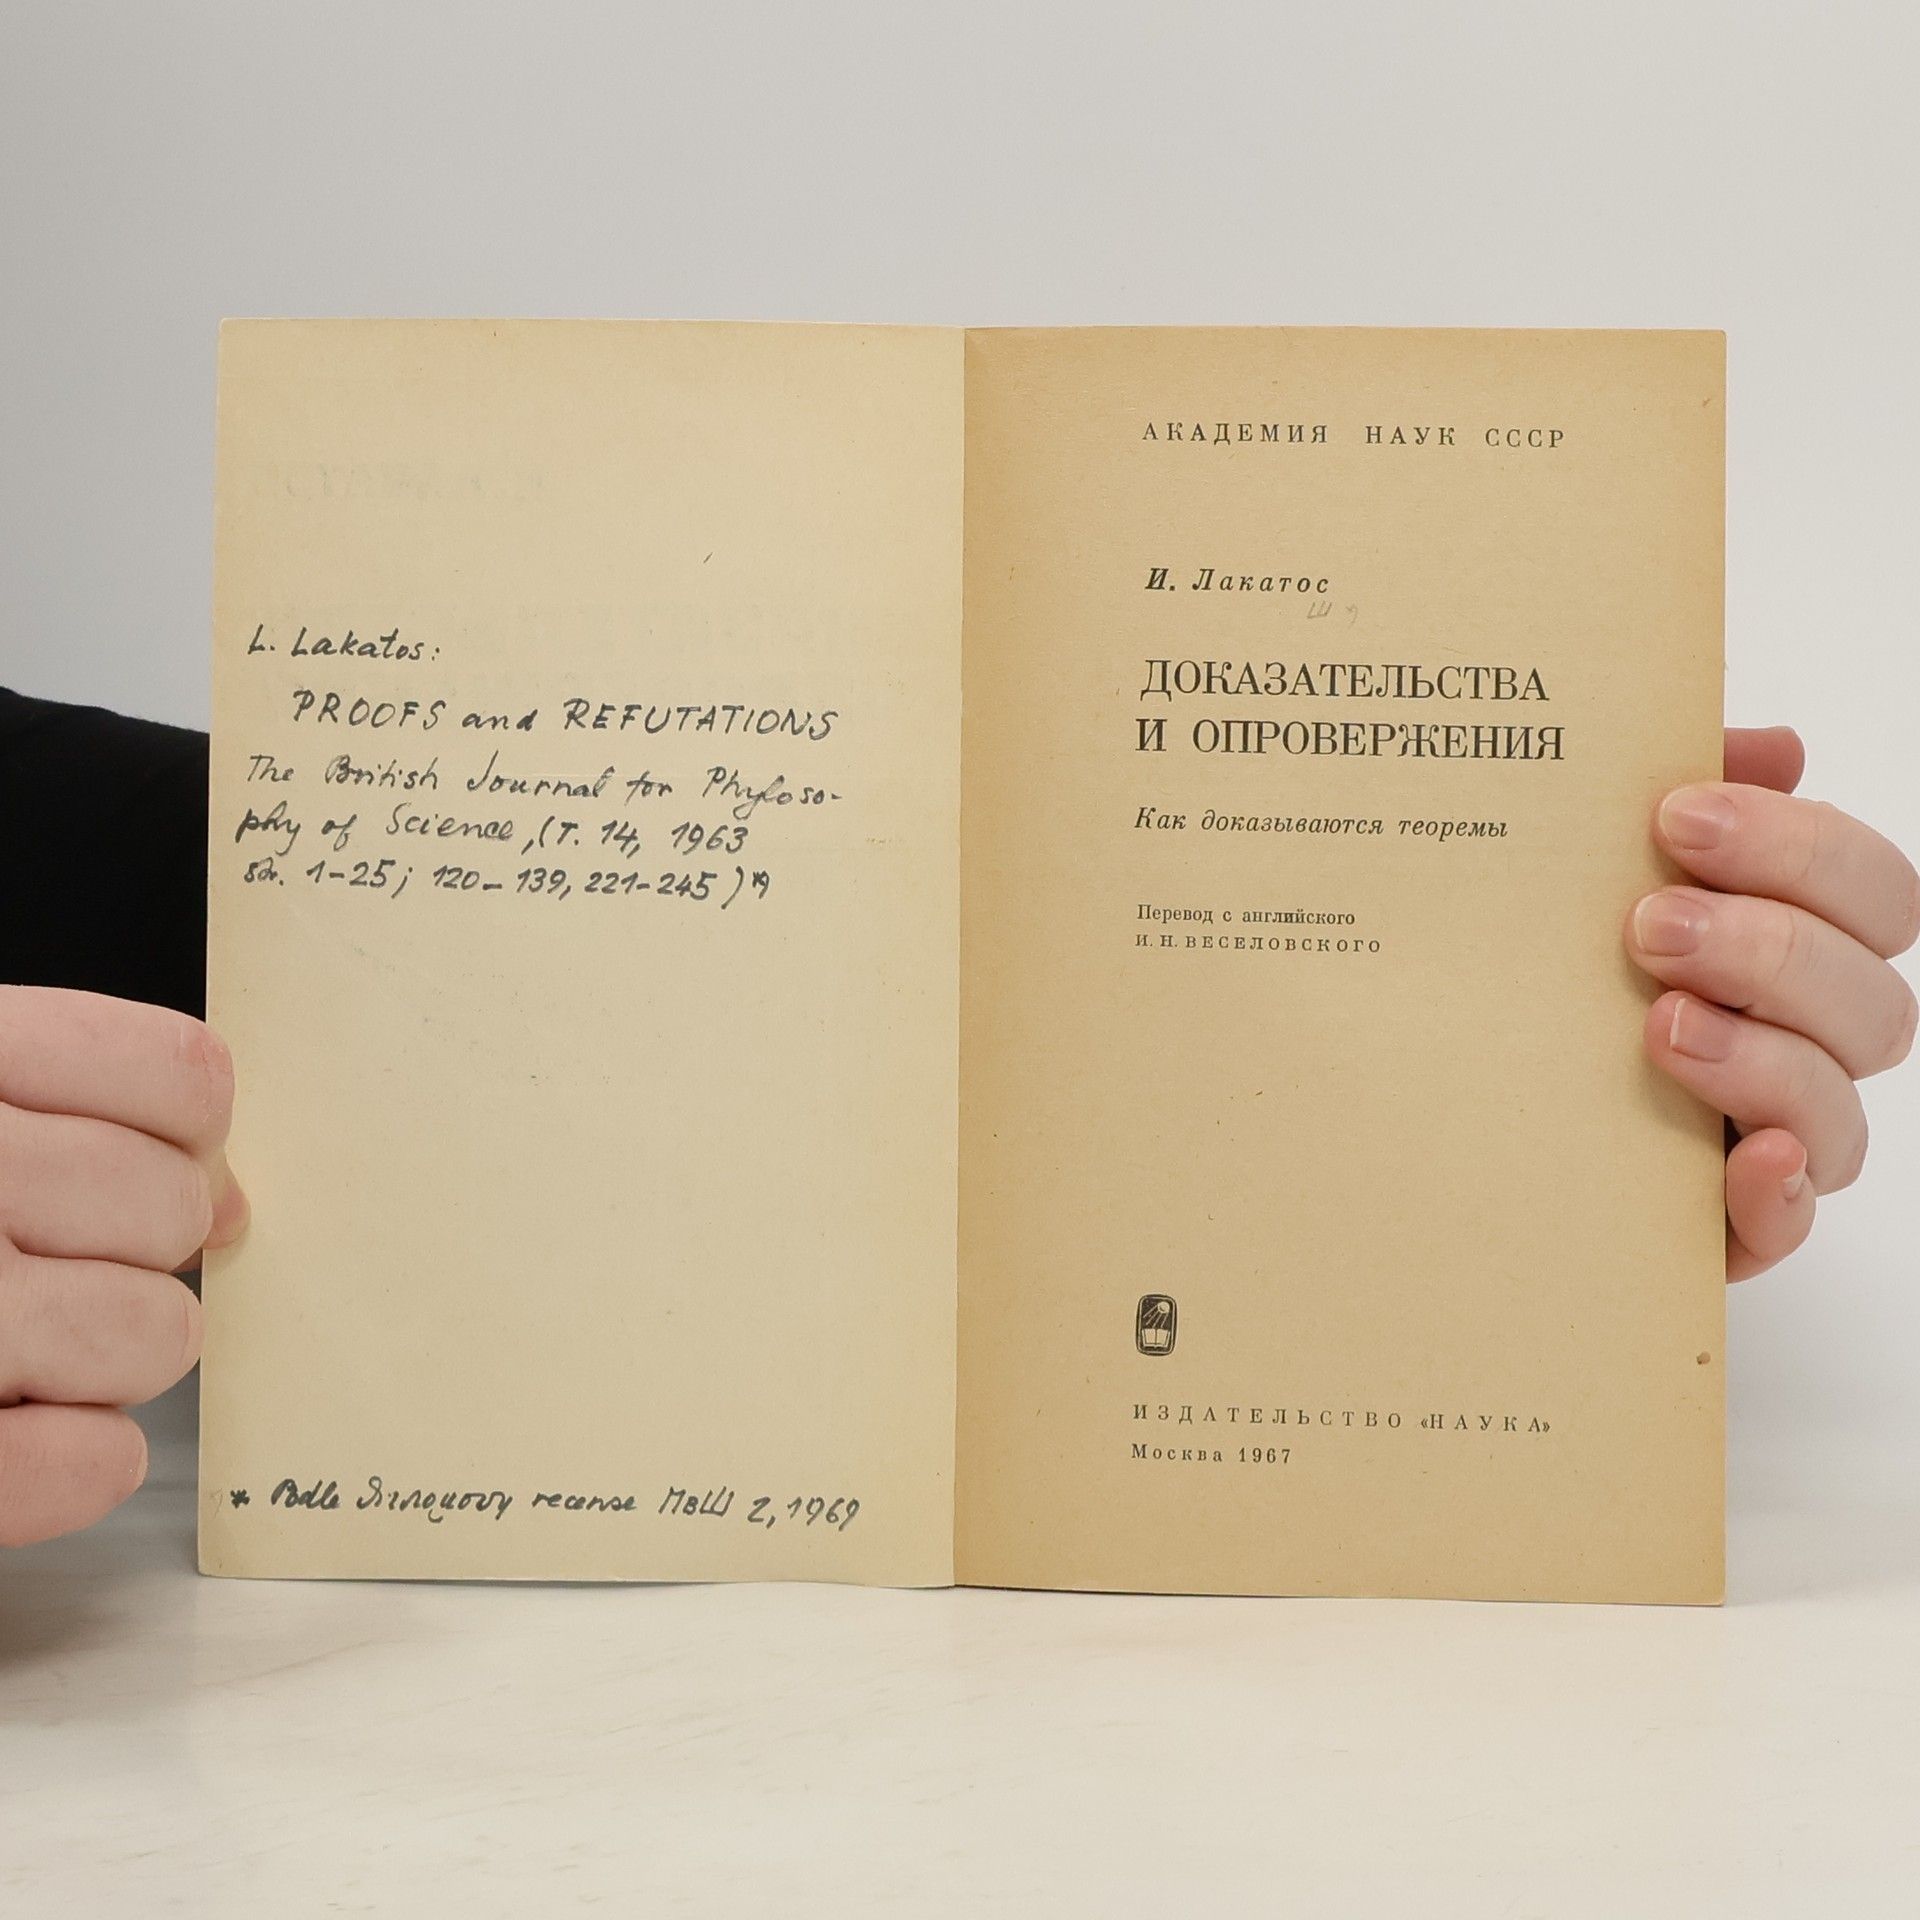 L. Lakatos:
PROOFS and REFUTATIONS
The British Journal for Phyloso-
phy of Science, (T. 14, 1963
str. 1-25; 120-139, 221-245)*)
* Podle recense МвШ 2, 1969
АКАДЕМИЯ НАУК СССР
И. Лакатос
Ш
ДОКАЗАТЕЛЬСТВА
И ОПРОВЕРЖЕНИЯ
Как доказываются теоремы
Перевод с английского
И. Н. ВЕСЕЛОВСКОГО
ИЗДАТЕЛЬСТВО «НАУКА»
Москва 1967